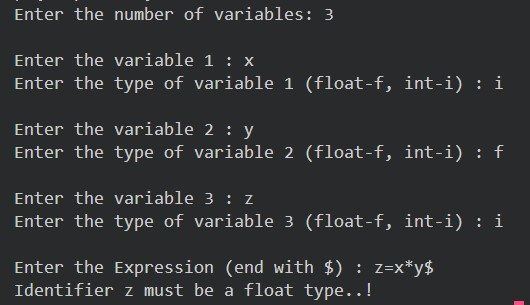 Enter the number of variables: 3
Enter the variable 1 : x
Enter the type of variable 1 (float-f, int-i) : i
Enter the variable 2 : y
Enter the type of variable 2 (float-f, int-i) : f
Enter the variable 3 : z
Enter the type of variable 3 (float-f, int-i) : i
Enter the Expression (end with $) : z=x*y$
Identifier z must be a float type..!